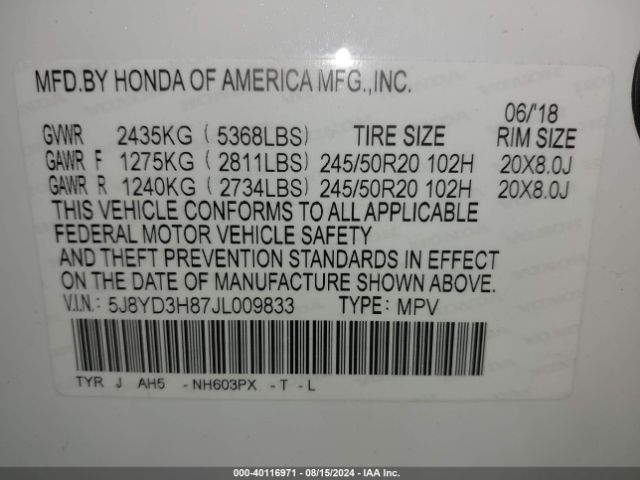 MFD.BY HONDA OF AMERICA MFG.,INC.
06/'18
GVWR 2435KG ( 5368LBS) TIRE SIZE RIM SIZE
GAWR F 1275KG ( 2811LBS) 245/50R20 102H 20X8.0J
GAWR R 1240KG ( 2734LBS) 245/50R20 102H 20X8.0J
THIS VEHICLE CONFORMS TO ALL APPLICABLE
FEDERAL MOTOR VEHICLE SAFETY
AND THEFT PREVENTION STANDARDS IN EFFECT
ON THE DATE OF MANUFACTURE SHOWN ABOVE.
V.I.N.: 5J8YD3H87JL009833 TYPE: MPV
TYR J AH5 -NH603PX -T -L
000-40116971 | 08/15/2024 - IAAI.COM